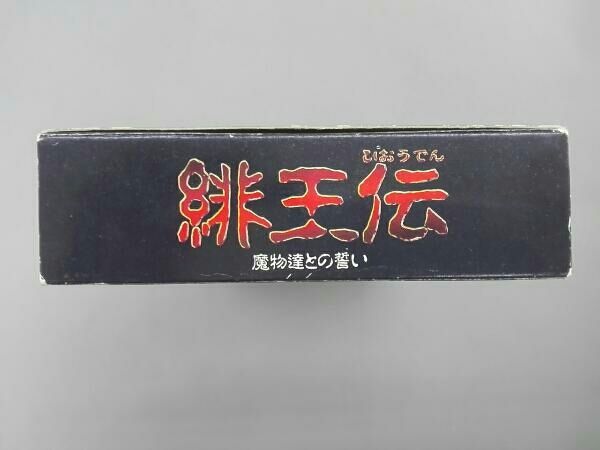 ひおうでん
緋王伝
魔物達との誓い